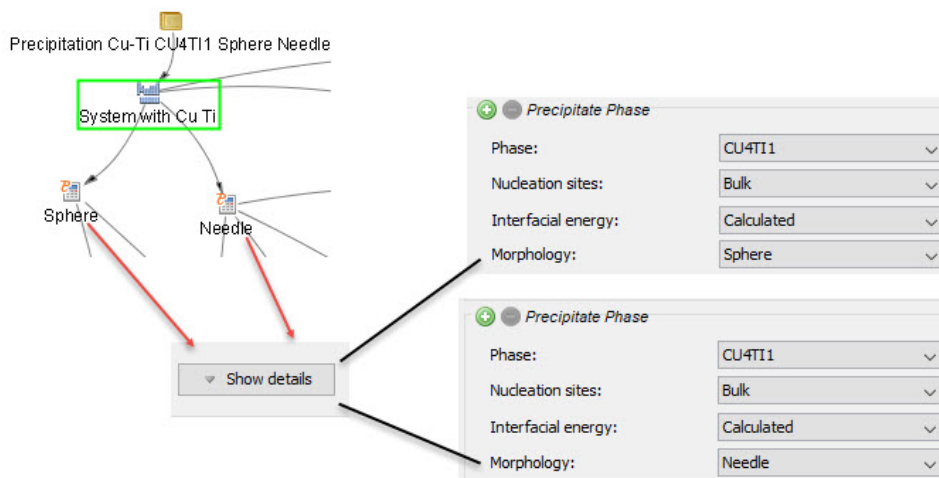 Precipitation Cu-Ti CU4TI1 Sphere Needle
System with Cu Ti
Sphere
Needle
Show details
Precipitate Phase
Phase: CU4TI1
Nucleation sites: Bulk
Interfacial energy: Calculated
Morphology: Sphere
Precipitate Phase
Phase: CU4TI1
Nucleation sites: Bulk
Interfacial energy: Calculated
Morphology: Needle